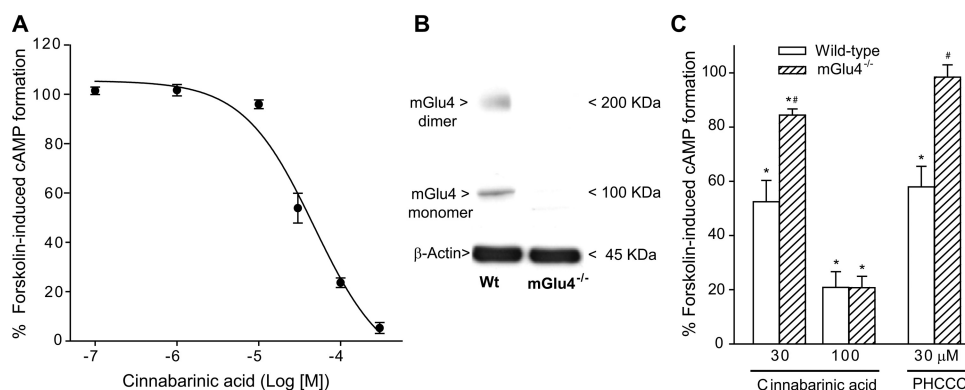 A
% Forskolin-induced cAMP formation
120
100
80
60
40
20
0
-7
-6
-5
-4
Cinnabarinic acid (Log [M])
B
mGlu4 >
dimer
< 200 KDa
mGlu4 >
monomer
< 100 KDa
β-Actin>
< 45 KDa
Wt
mGlu4-/-
C
% Forskolin-induced cAMP formation
Wild-type
mGlu4-/-
100
80
60
40
20
0
*
*#
*
*
*
#
30
100
30 µM
Cinnabarinic acid
PHCCC